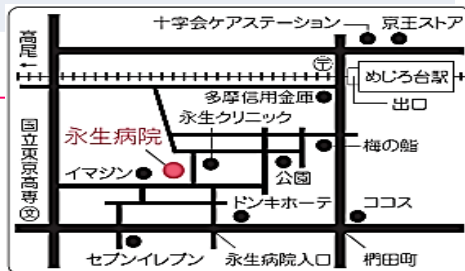 十字会ケアステーション
京王ストア
高尾
←
〒
めじろ台駅
出口
多摩信用金庫
永生クリニック
永生病院
梅の鮨
イマジン
公園
国立東京高専
文
ドンキホーテ
ココス
セブンイレブン
永生病院入口
椚田町